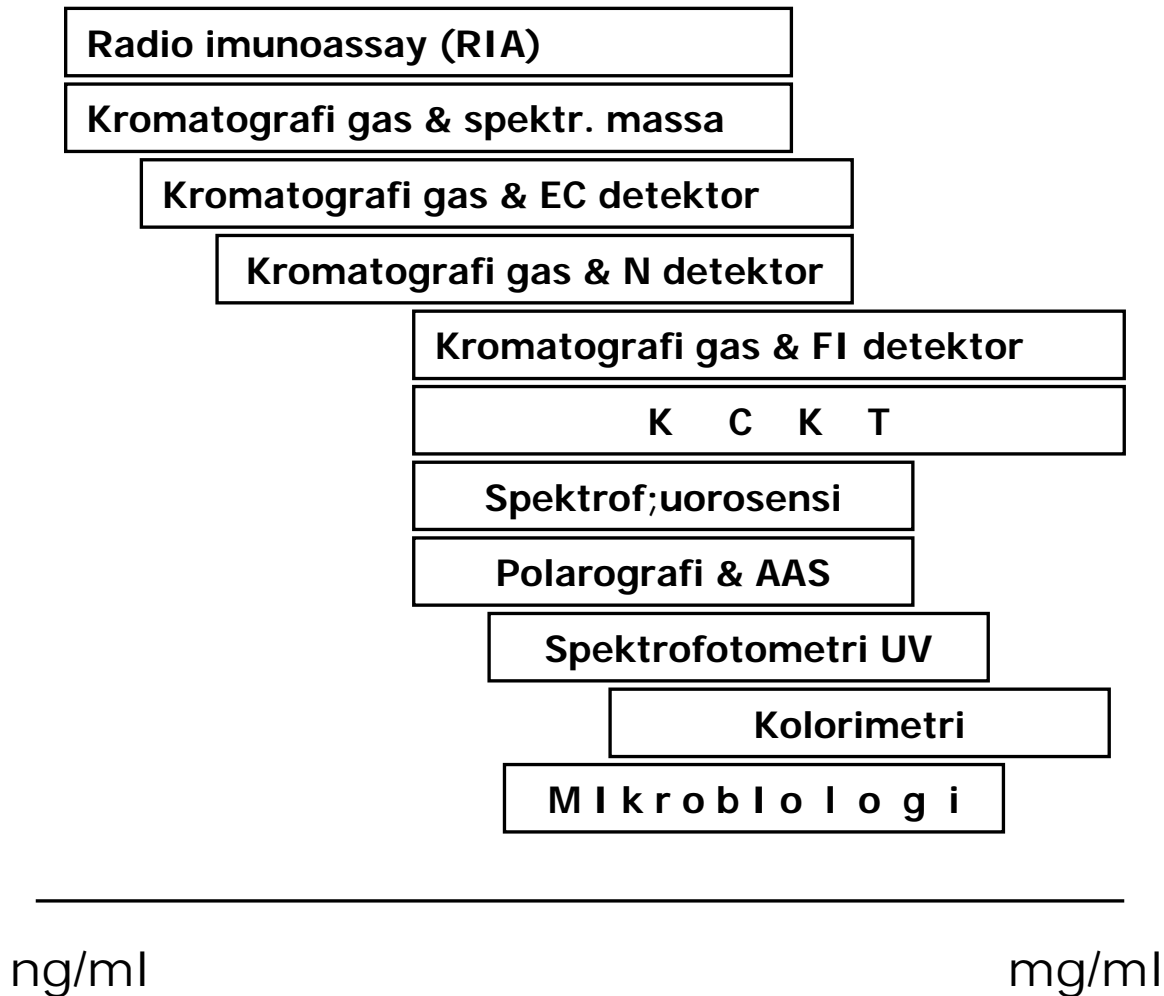 Radio imunoassay (RIA)
Kromatografi gas & spektr. massa
Kromatografi gas & EC detektor
Kromatografi gas & N detektor
Kromatografi gas & FI detektor
K C K T
Spektrof;uorosensi
Polarografi & AAS
Spektrofotometri UV
Kolorimetri
M I k r o b I o l o g i
ng/ml mg/ml